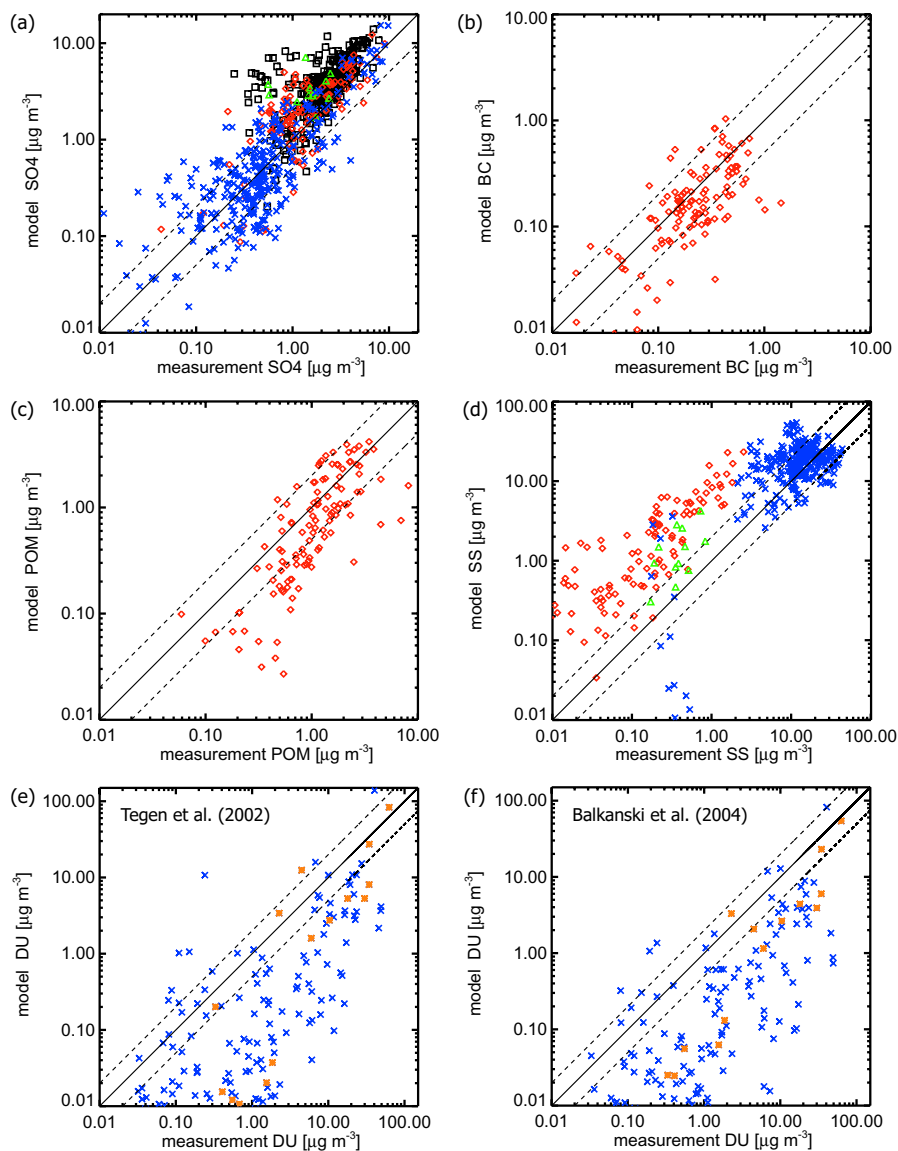 (a)
10.00
1.00
0.10
0.01
model SO4 [µg m-3]
0.01 0.10 1.00 10.00
measurement SO4 [µg m-3]
(b)
10.00
1.00
0.10
0.01
model BC [µg m-3]
0.01 0.10 1.00 10.00
measurement BC [µg m-3]
(c)
10.00
1.00
0.10
0.01
model POM [µg m-3]
0.01 0.10 1.00 10.00
measurement POM [µg m-3]
(d)
100.00
10.00
1.00
0.10
0.01
model SS [µg m-3]
0.01 0.10 1.00 10.00 100.00
measurement SS [µg m-3]
(e)
Tegen et al. (2002)
100.00
10.00
1.00
0.10
0.01
model DU [µg m-3]
0.01 0.10 1.00 10.00 100.00
measurement DU [µg m-3]
(f)
Balkanski et al. (2004)
100.00
10.00
1.00
0.10
0.01
model DU [µg m-3]
0.01 0.10 1.00 10.00 100.00
measurement DU [µg m-3]